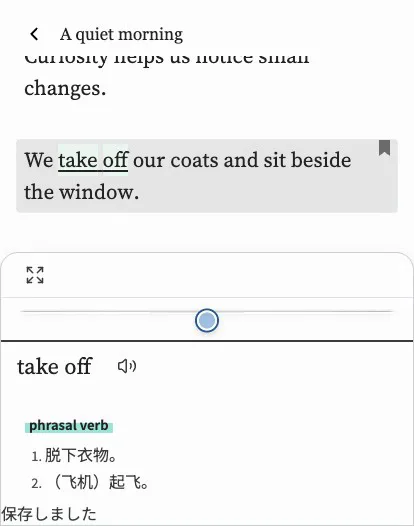 A quiet morning
Curiosity helps us notice small
changes.
We take off our coats and sit beside
the window.
take off
phrasal verb
1. 脱下衣物。
2. （飞机）起飞。
保存しました